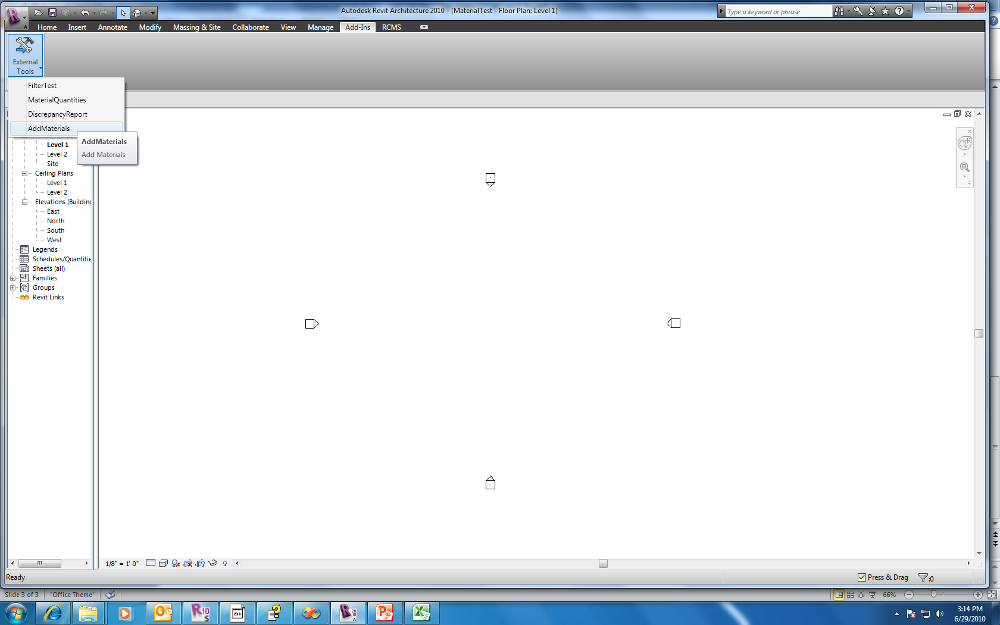 Autodesk Revit Architecture 2010 - [MaterialTest - Floor Plan: Level 1]
Type a keyword or phrase
Home Insert Annotate Modify Massing & Site Collaborate View Manage Add-Ins RCMS
External
Tools
FilterTest
MaterialQuantities
DiscrepancyReport
AddMaterials
AddMaterials
Add Materials
Level 1
Level 2
Site
Ceiling Plans
Level 1
Level 2
Elevations (Building
East
North
South
West
Legends
Schedules/Quantitie
Sheets (all)
Families
Groups
Revit Links
1/8" = 1'-0"
Ready
Press & Drag
:0
Slide 3 of 3
"Office Theme"
66%
3:14 PM
6/29/2010